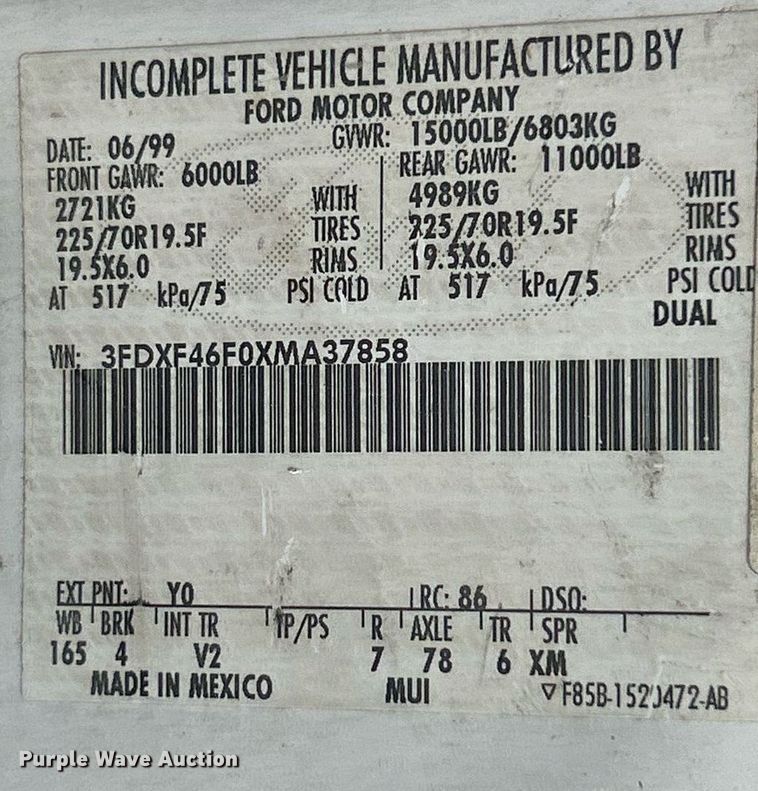 INCOMPLETE VEHICLE MANUFACTURED BY
FORD MOTOR COMPANY
DATE: 06/99 GVWR: 15000LB/6803KG
FRONT GAWR: 6000LB REAR GAWR: 11000LB
2721KG WITH 4989KG WITH
225/70R19.5F TIRES 225/70R19.5F TIRES
19.5X6.0 RIMS 19.5X6.0 RIMS
AT 517 kPa/75 PSI COLD AT 517 kPa/75 PSI COLD
DUAL
VIN: 3FDXF46F0XMA37858
EXT PNT: YO RC: 86 DSO:
WB BRK INT TR TP/PS R AXLE TR SPR
165 4 V2 7 78 6 XM
MADE IN MEXICO MUI ▽ F85B-1520472-AB
Purple Wave Auction